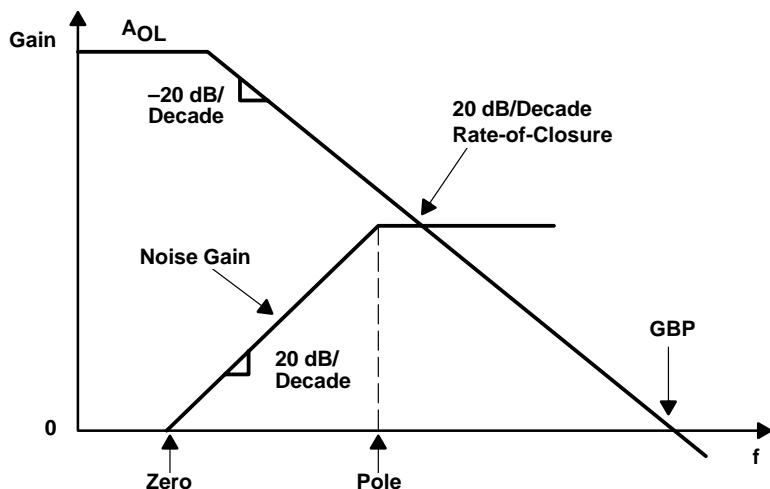 Gain
AOL
–20 dB/
Decade
20 dB/Decade
Rate-of-Closure
Noise Gain
GBP
20 dB/
Decade
0
f
Zero
Pole